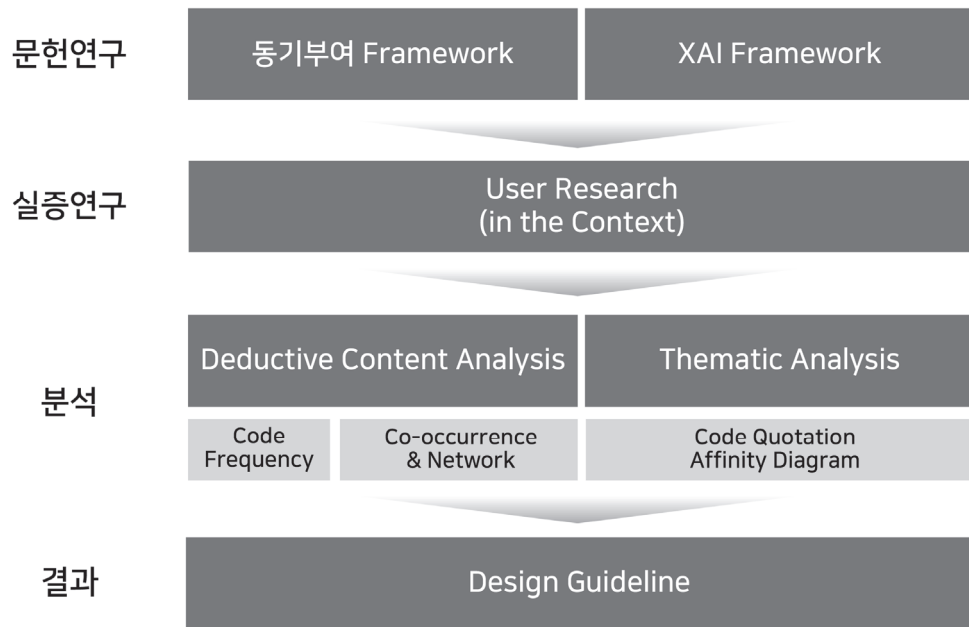 문헌연구
동기부여 Framework
XAI Framework
실증연구
User Research
(in the Context)
분석
Deductive Content Analysis
Thematic Analysis
Code
Frequency
Co-occurrence
& Network
Code Quotation
Affinity Diagram
결과
Design Guideline